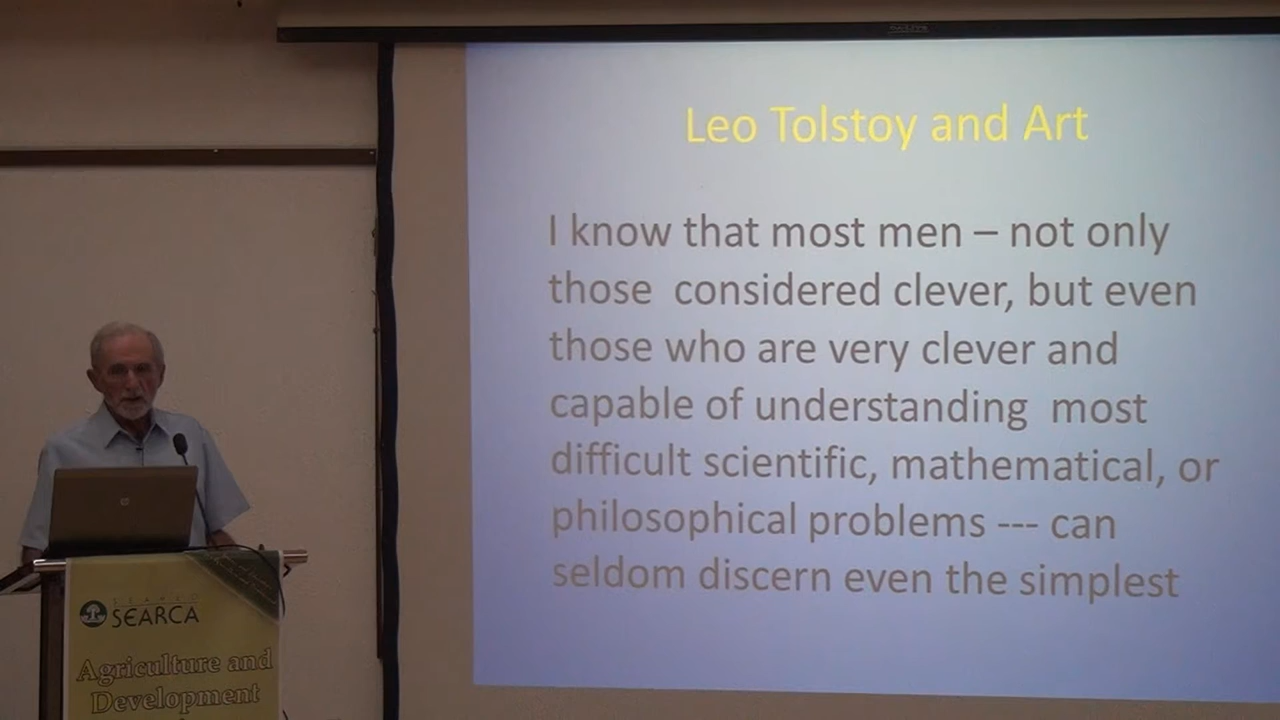 Leo Tolstoy and Art
I know that most men – not only
those considered clever, but even
those who are very clever and
capable of understanding most
difficult scientific, mathematical, or
philosophical problems --- can
seldom discern even the simplest
SEARCA
Agriculture and
Development